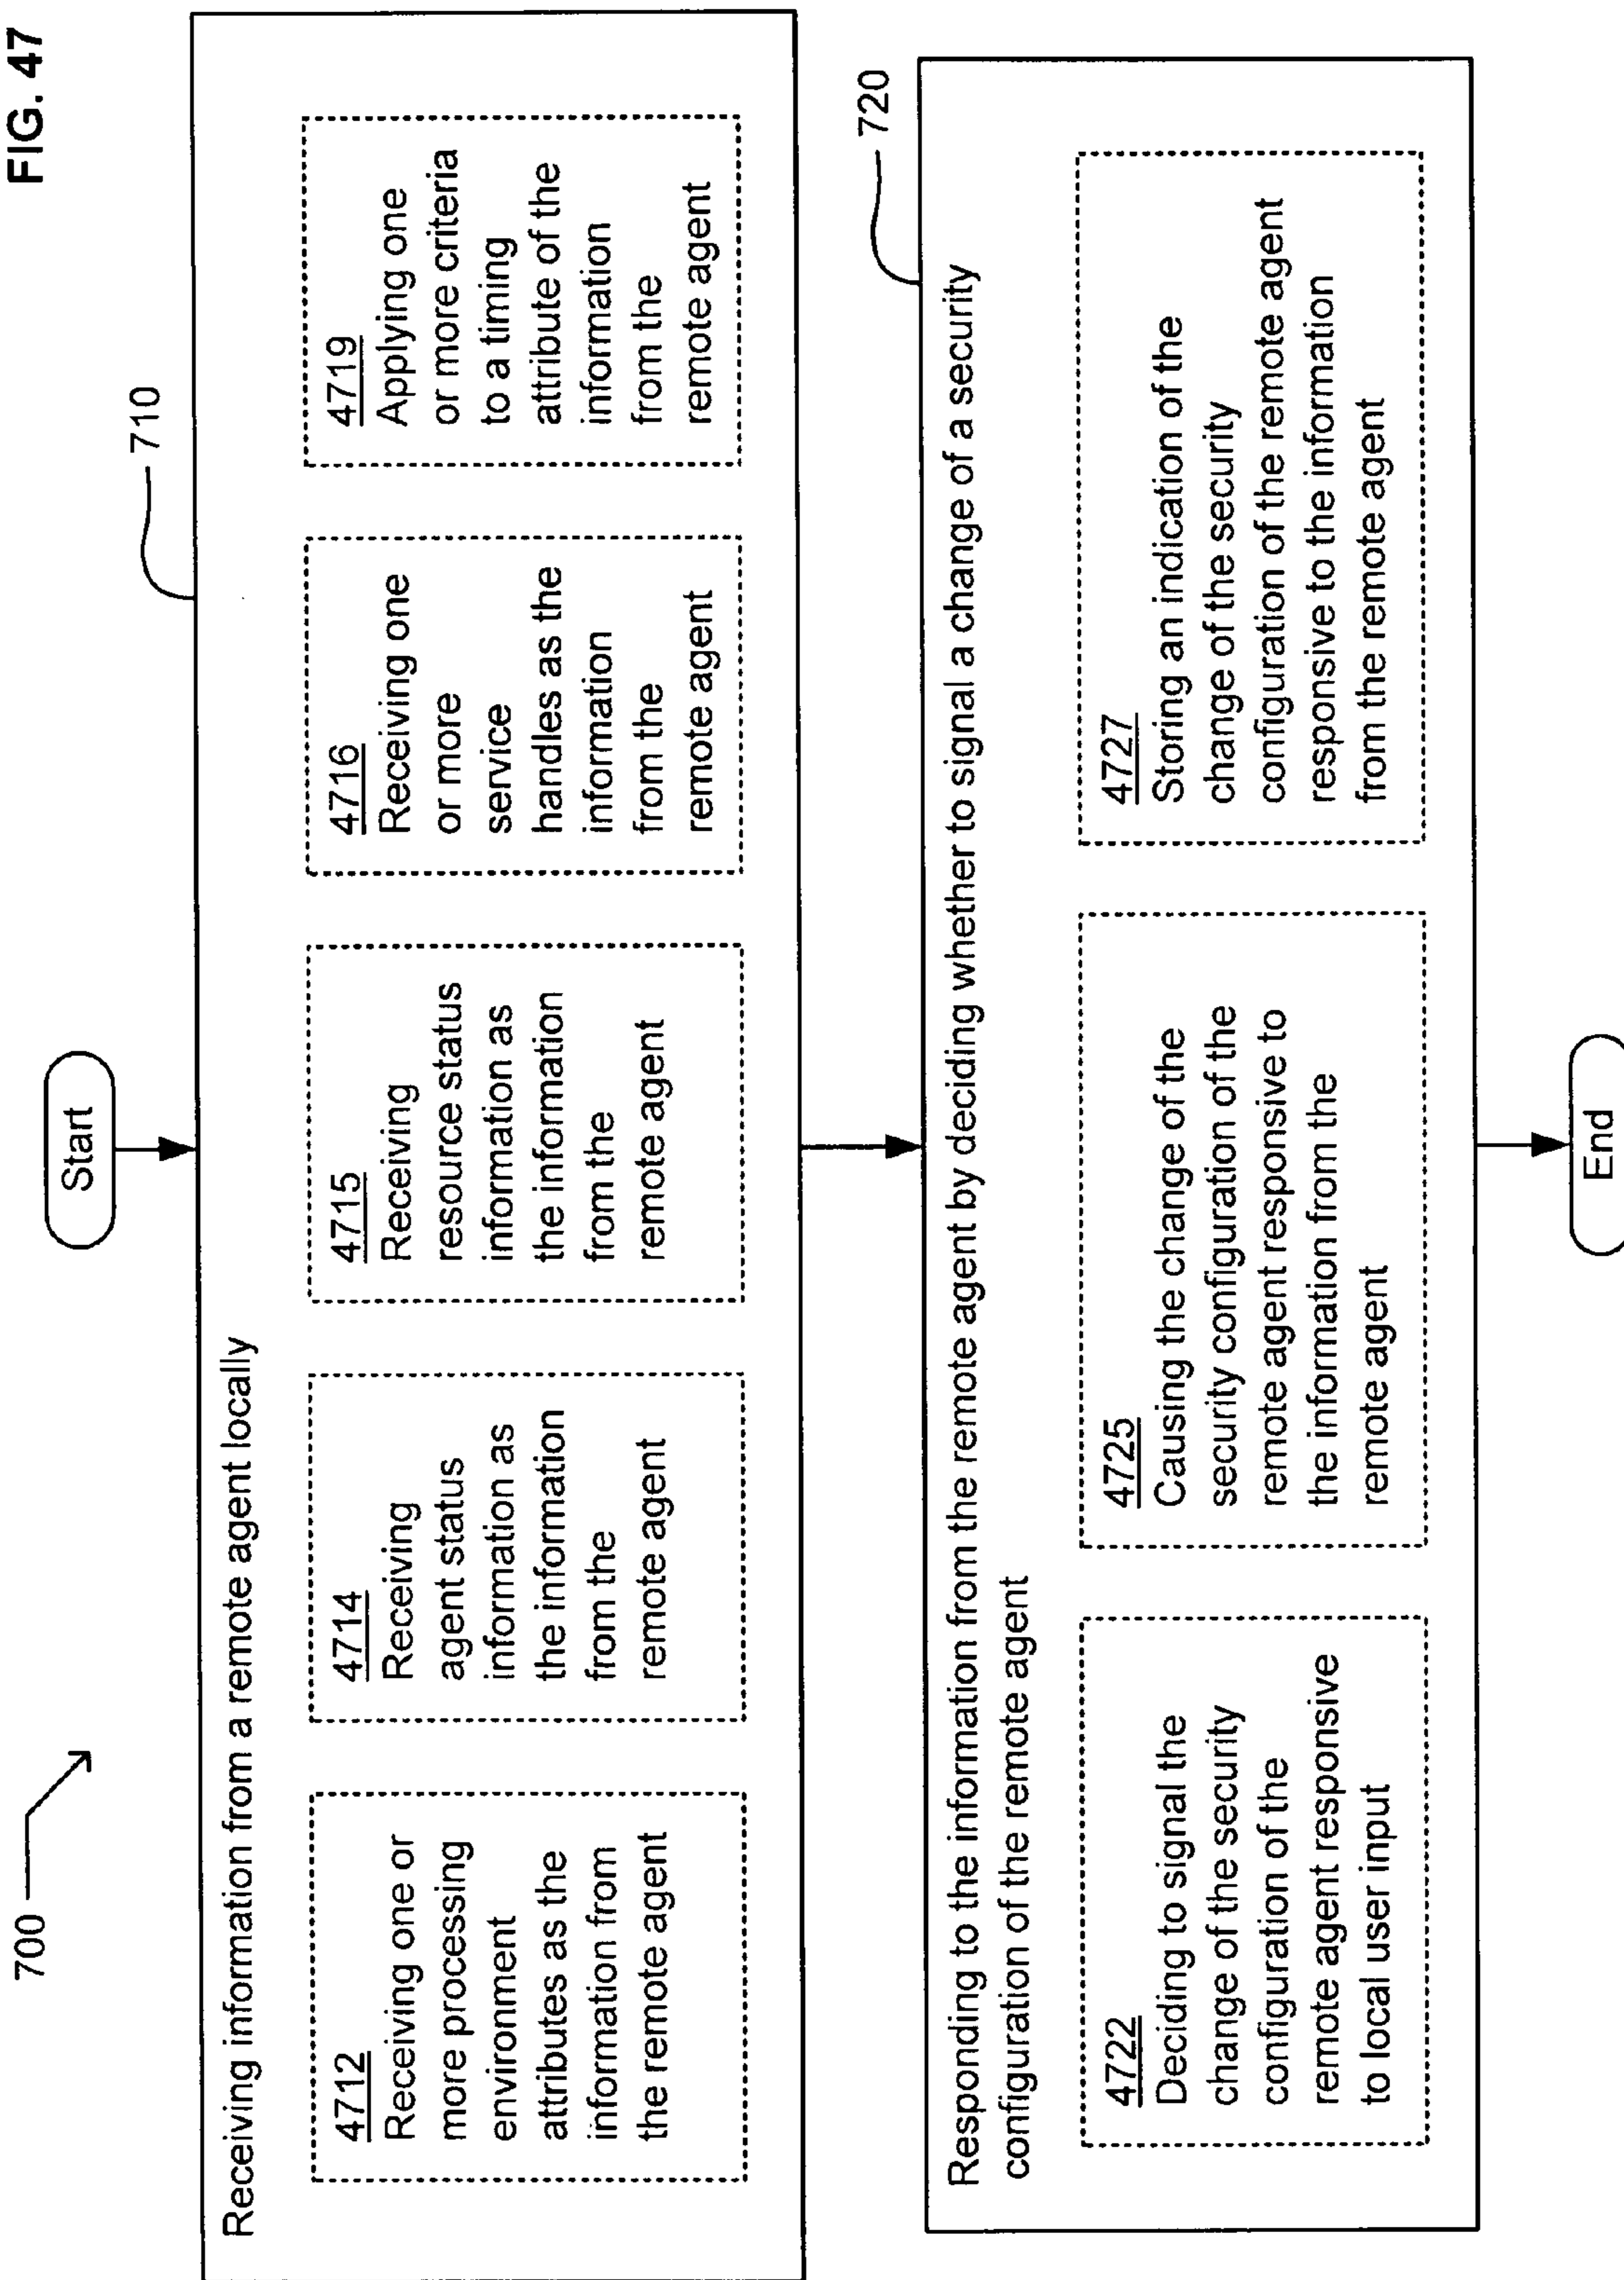 FIG. 47
700
Start
710
Receiving information from a remote agent locally
4712
Receiving one or
more processing
environment
attributes as the
information from
the remote agent
4714
Receiving
agent status
information as
the information
from the
remote agent
4715
Receiving
resource status
information as
the information
from the
remote agent
4716
Receiving one
or more
service
handles as the
information
from the
remote agent
4719
Applying one
or more criteria
to a timing
attribute of the
information
from the
remote agent
720
Responding to the information from the remote agent by deciding whether to signal a change of a security
configuration of the remote agent
4722
Deciding to signal the
change of the security
configuration of the
remote agent responsive
to local user input
4725
Causing the change of the
security configuration of the
remote agent responsive to
the information from the
remote agent
4727
Storing an indication of the
change of the security
configuration of the remote agent
responsive to the information
from the remote agent
End